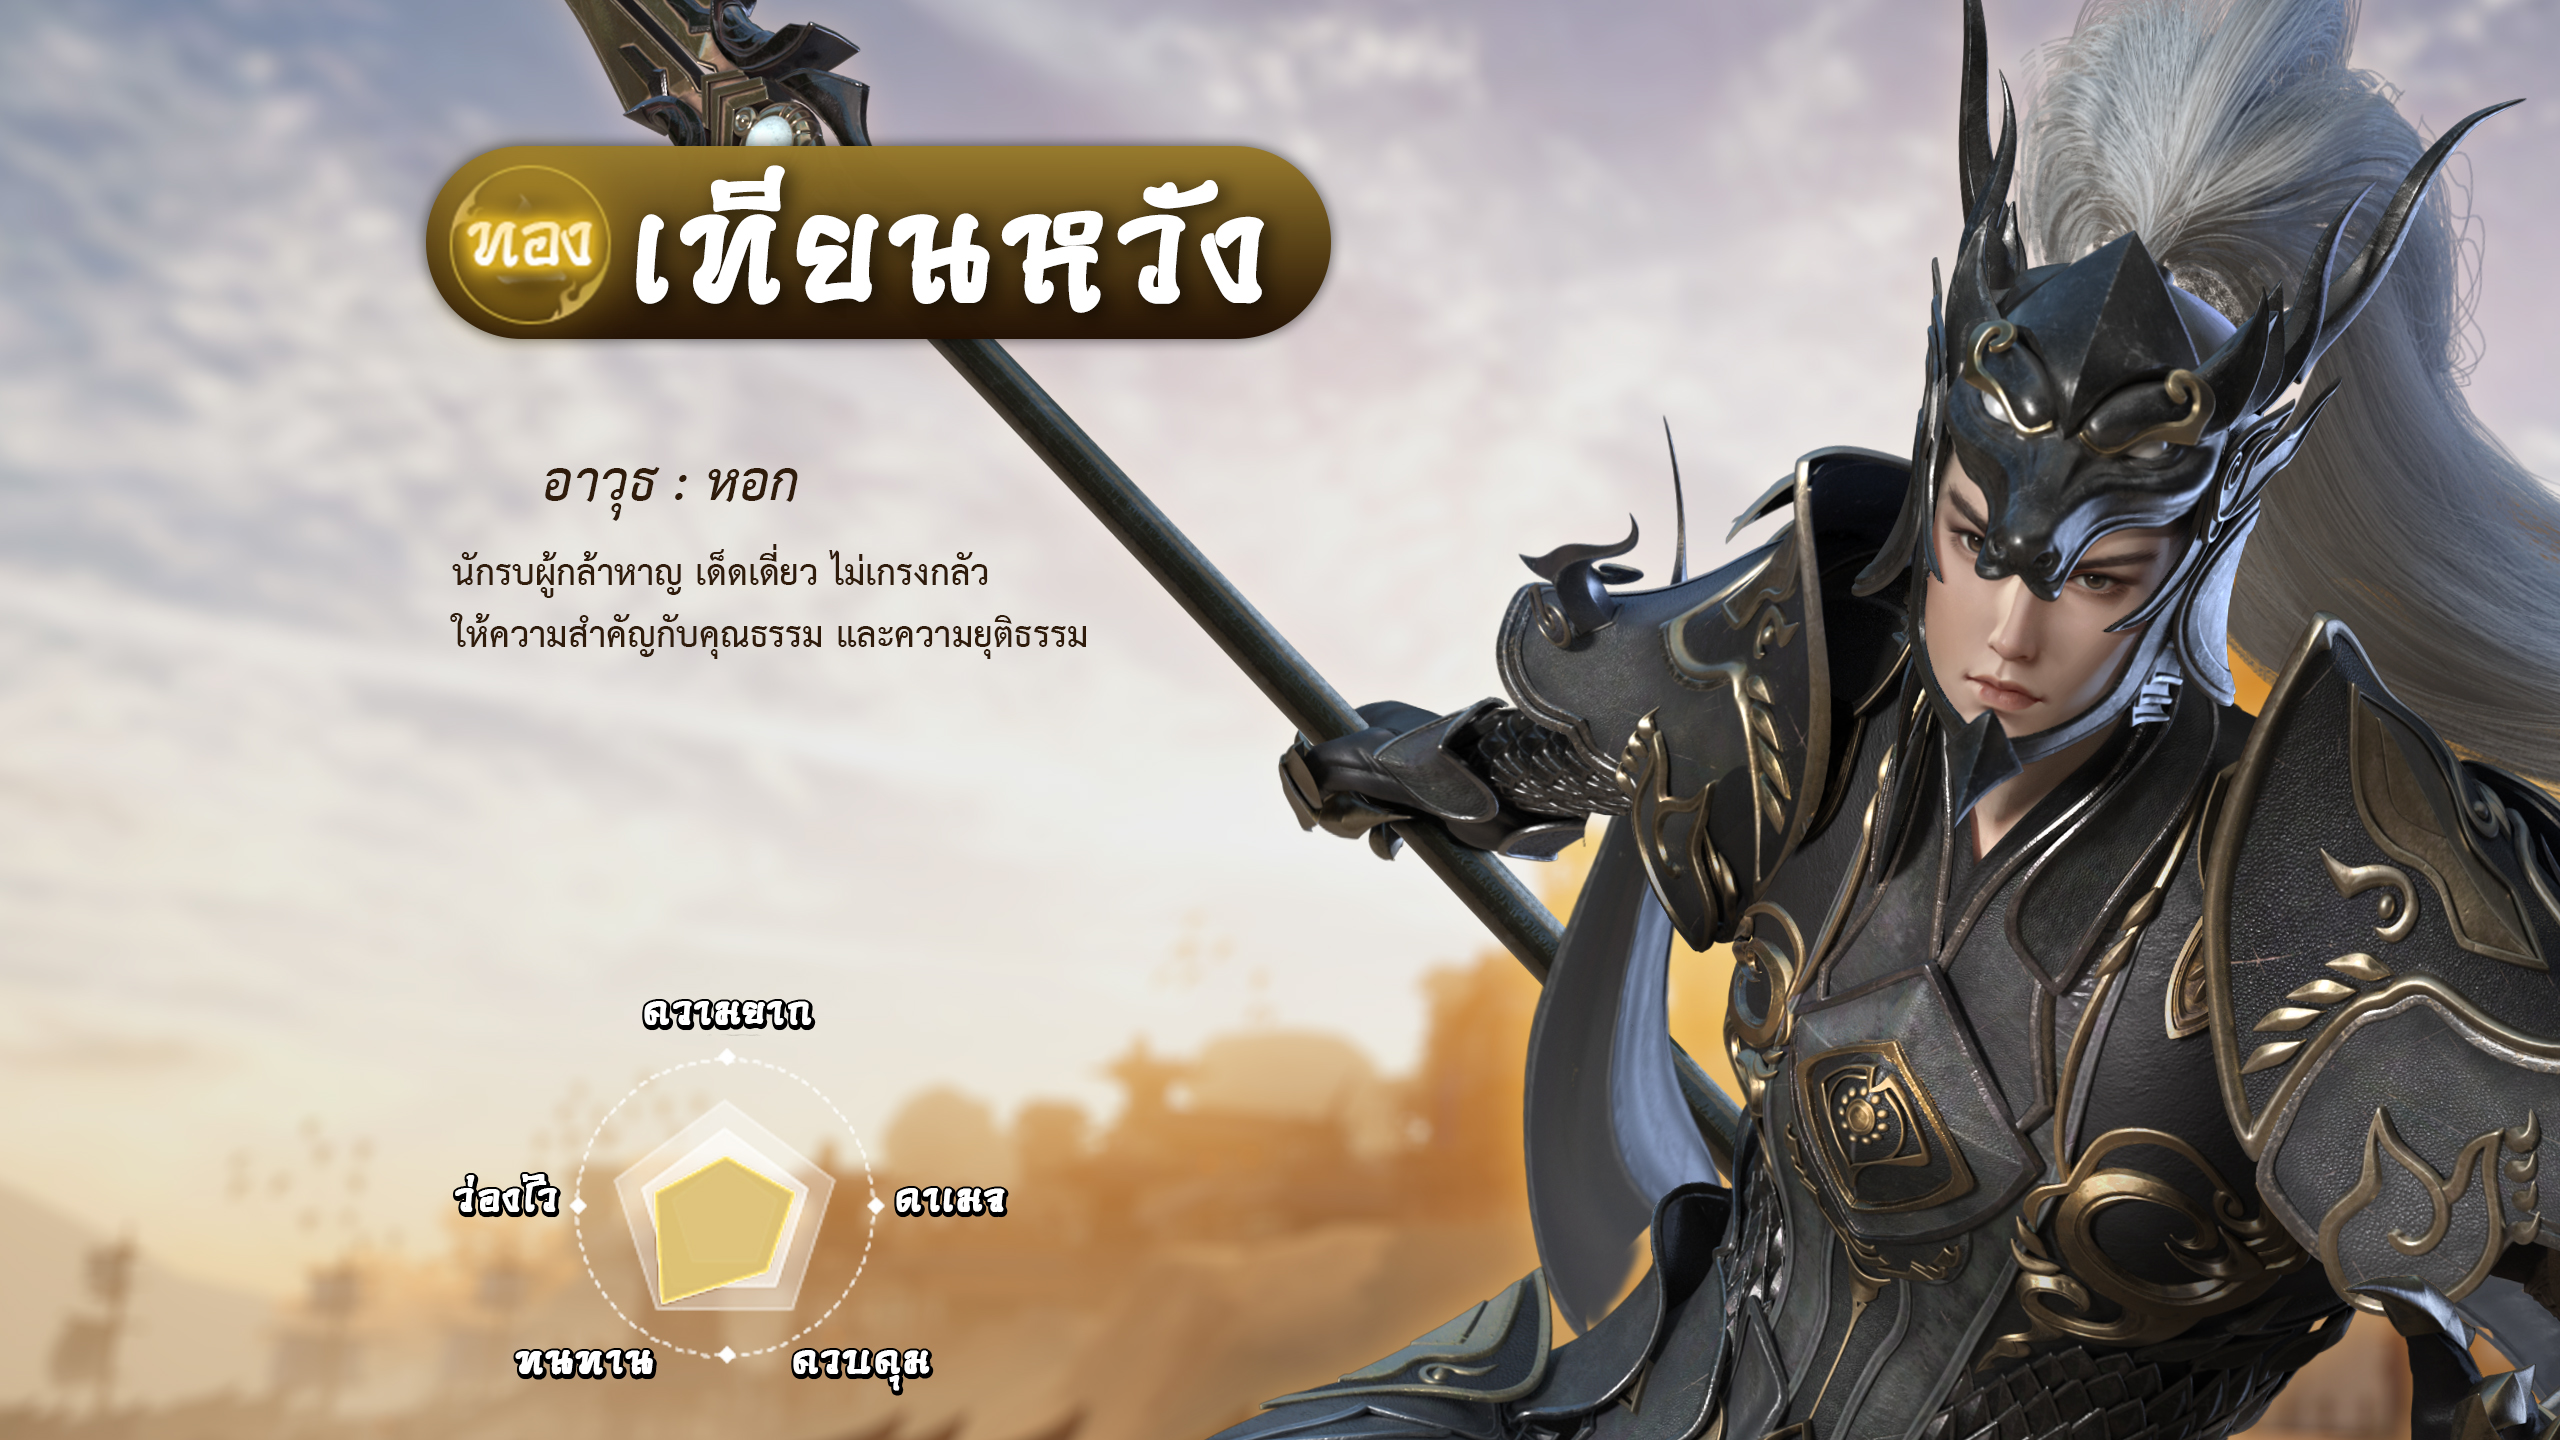 ทอง เทียนหวัง
อาวุธ : หอก
นักรบผู้กล้าหาญ เด็ดเดี่ยว ไม่เกรงกลัว
ให้ความสำคัญกับคุณธรรม และความยุติธรรม
ความยาก
ว่องไว
ดาเมจ
ทนทาน
ควบคุม